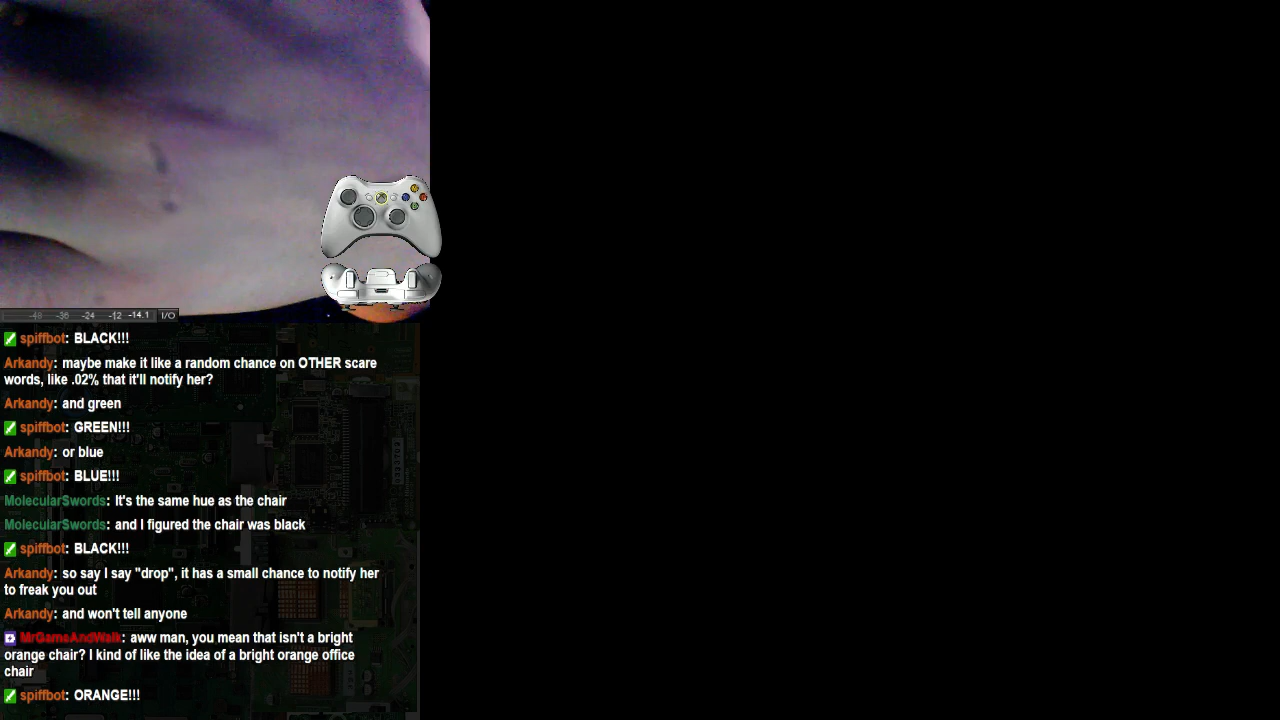 -48 -36 -24 -12 -14.1 I/O
spiffbot: BLACK!!!
Arkandy: maybe make it like a random chance on OTHER scare
words, like .02% that it'll notify her?
Arkandy: and green
spiffbot: GREEN!!!
Arkandy: or blue
spiffbot: BLUE!!!
MolecularSwords: It's the same hue as the chair
MolecularSwords: and I figured the chair was black
spiffbot: BLACK!!!
Arkandy: so say I say "drop", it has a small chance to notify her
to freak you out
Arkandy: and won't tell anyone
MrGameAndWalk: aww man, you mean that isn't a bright
orange chair? I kind of like the idea of a bright orange office
chair
spiffbot: ORANGE!!!